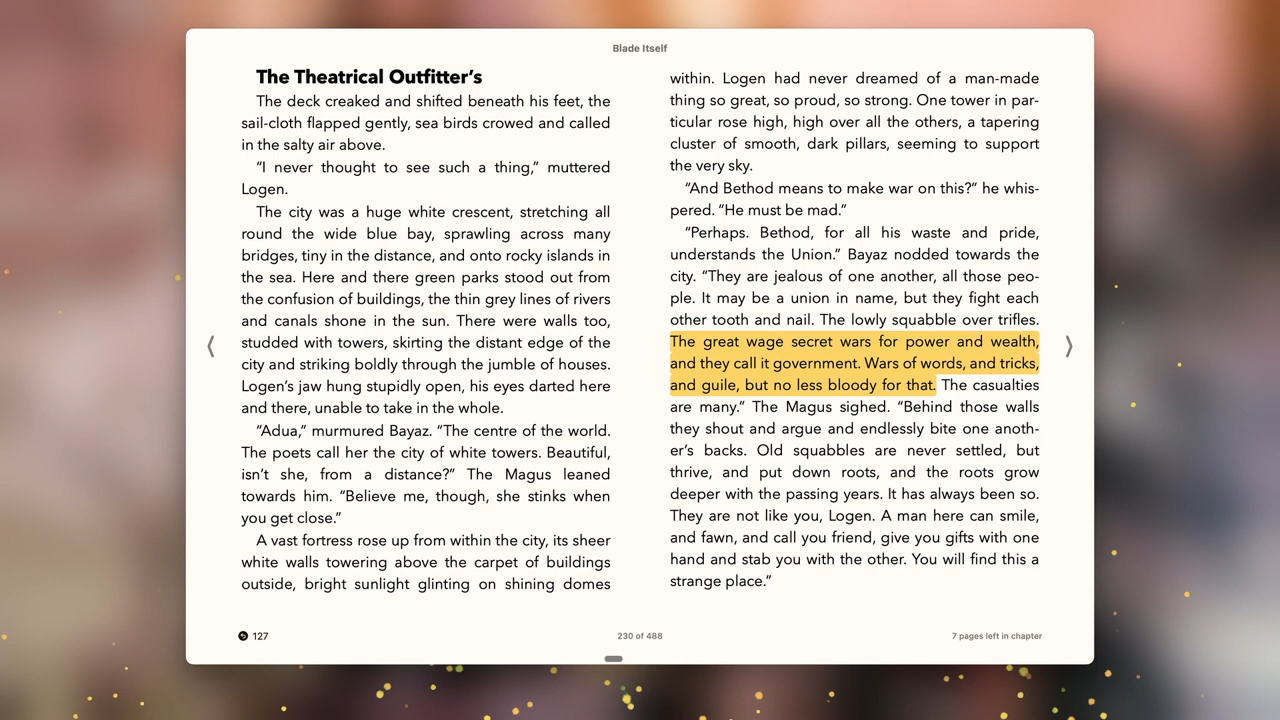 Blade Itself
The Theatrical Outfitter’s
The deck creaked and shifted beneath his feet, the
sail-cloth flapped gently, sea birds crowed and called
in the salty air above.
“I never thought to see such a thing,” muttered
Logen.
The city was a huge white crescent, stretching all
round the wide blue bay, sprawling across many
bridges, tiny in the distance, and onto rocky islands in
the sea. Here and there green parks stood out from
the confusion of buildings, the thin grey lines of rivers
and canals shone in the sun. There were walls too,
studded with towers, skirting the distant edge of the
city and striking boldly through the jumble of houses.
Logen’s jaw hung stupidly open, his eyes darted here
and there, unable to take in the whole.
“Adua,” murmured Bayaz. “The centre of the world.
The poets call her the city of white towers. Beautiful,
isn’t she, from a distance?” The Magus leaned
towards him. “Believe me, though, she stinks when
you get close.”
A vast fortress rose up from within the city, its sheer
white walls towering above the carpet of buildings
outside, bright sunlight glinting on shining domes
within. Logen had never dreamed of a man-made
thing so great, so proud, so strong. One tower in par-
ticular rose high, high over all the others, a tapering
cluster of smooth, dark pillars, seeming to support
the very sky.
“And Bethod means to make war on this?” he whis-
pered. “He must be mad.”
“Perhaps. Bethod, for all his waste and pride,
understands the Union.” Bayaz nodded towards the
city. “They are jealous of one another, all those peo-
ple. It may be a union in name, but they fight each
other tooth and nail. The lowly squabble over trifles.
The great wage secret wars for power and wealth,
and they call it government. Wars of words, and tricks,
and guile, but no less bloody for that. The casualties
are many.” The Magus sighed. “Behind those walls
they shout and argue and endlessly bite one anoth-
er’s backs. Old squabbles are never settled, but
thrive, and put down roots, and the roots grow
deeper with the passing years. It has always been so.
They are not like you, Logen. A man here can smile,
and fawn, and call you friend, give you gifts with one
hand and stab you with the other. You will find this a
strange place.”
127
230 of 488
7 pages left in chapter